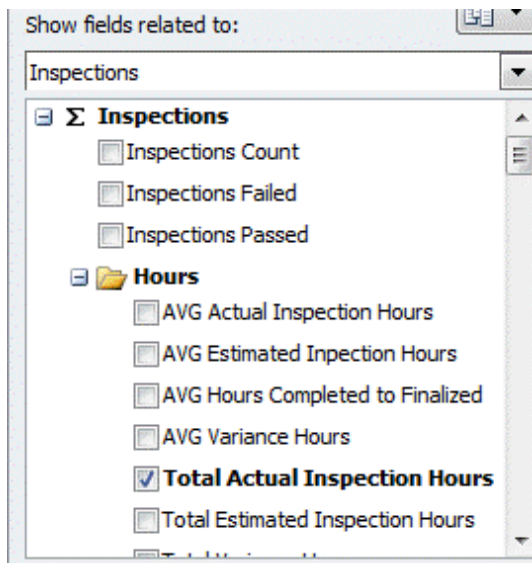 Show fields related to:
Inspections
Σ Inspections
Inspections Count
Inspections Failed
Inspections Passed
Hours
AVG Actual Inspection Hours
AVG Estimated Inpection Hours
AVG Hours Completed to Finalized
AVG Variance Hours
Total Actual Inspection Hours
Total Estimated Inspection Hours